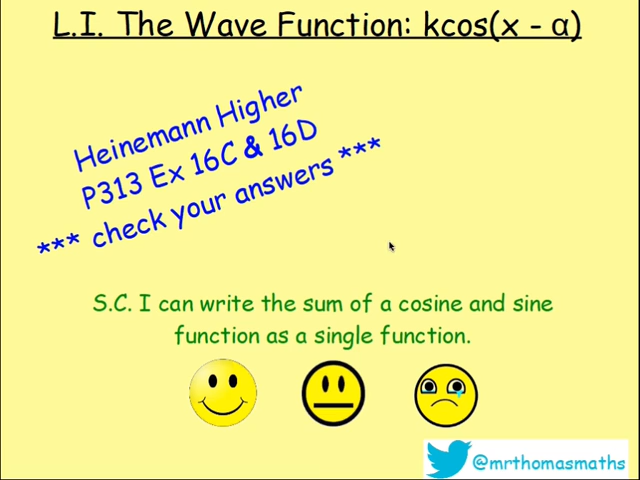 L.I. The Wave Function: kcos(x - α)
Heinemann Higher
P313 Ex 16C & 16D
*** check your answers ***
S.C. I can write the sum of a cosine and sine
function as a single function.
@mrthomasmaths